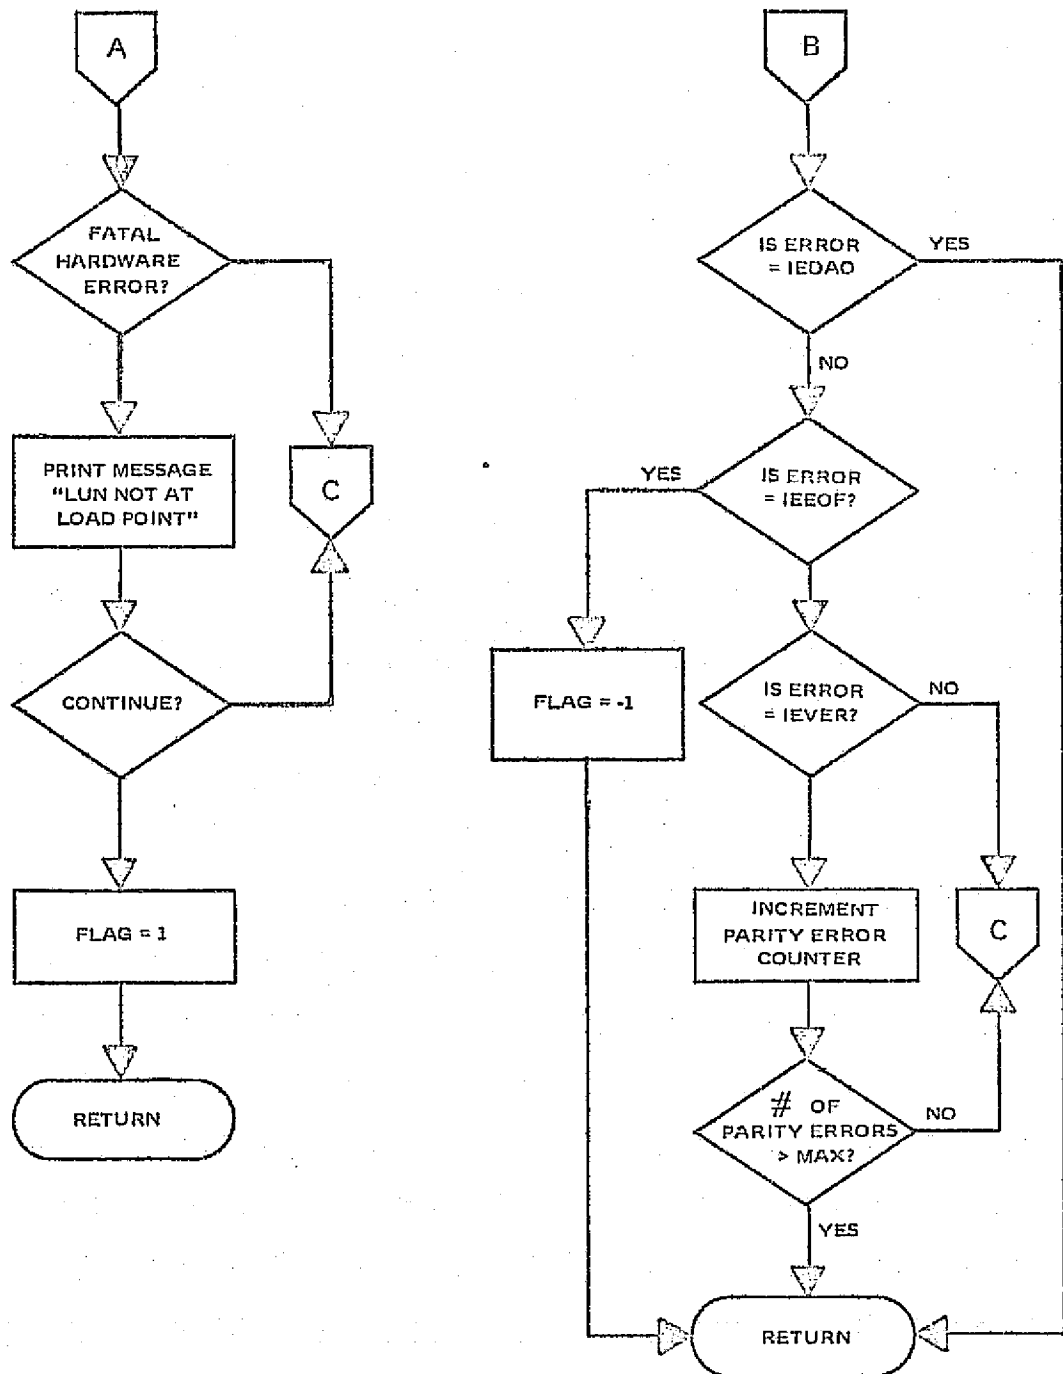 A
FATAL
HARDWARE
ERROR?
PRINT MESSAGE
"LUN NOT AT
LOAD POINT"
C
CONTINUE?
FLAG = 1
RETURN
B
IS ERROR
= IEDAO
YES
NO
IS ERROR
= IEEOF?
YES
FLAG = -1
IS ERROR
= IEVER?
NO
INCREMENT
PARITY ERROR
COUNTER
C
# OF
PARITY ERRORS
> MAX?
NO
YES
RETURN